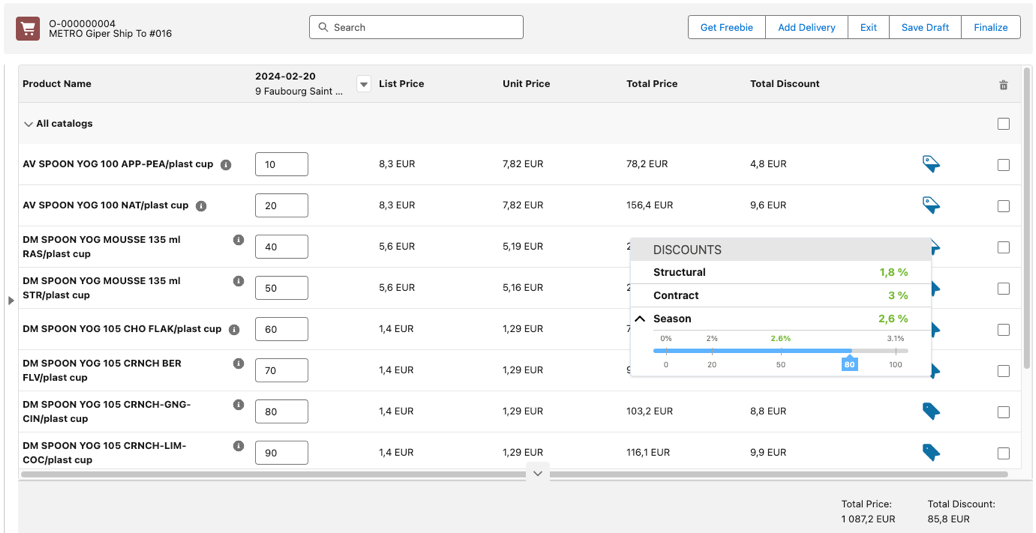 O-000000004
METRO Giper Ship To #016
Search
Get Freebie Add Delivery Exit Save Draft Finalize
Product Name 2024-02-20 List Price Unit Price Total Price Total Discount
9 Faubourg Saint ...
All catalogs
AV SPOON YOG 100 APP-PEA/plast cup 10 8,3 EUR 7,82 EUR 78,2 EUR 4,8 EUR
AV SPOON YOG 100 NAT/plast cup 20 8,3 EUR 7,82 EUR 156,4 EUR 9,6 EUR
DM SPOON YOG MOUSSE 135 ml
RAS/plast cup 40 5,6 EUR 5,19 EUR 2
DM SPOON YOG MOUSSE 135 ml
STR/plast cup 50 5,6 EUR 5,16 EUR 2
DM SPOON YOG 105 CHO FLAK/plast cup 60 1,4 EUR 1,29 EUR 7
DM SPOON YOG 105 CRNCH BER
FLV/plast cup 70 1,4 EUR 1,29 EUR 9
DISCOUNTS
Structural 1,8 %
Contract 3 %
Season 2,6 %
0% 2% 2.6% 3.1%
0 20 50 80 100
DM SPOON YOG 105 CRNCH-GNG-
CIN/plast cup 80 1,4 EUR 1,29 EUR 103,2 EUR 8,8 EUR
DM SPOON YOG 105 CRNCH-LIM-
COC/plast cup 90 1,4 EUR 1,29 EUR 116,1 EUR 9,9 EUR
Total Price: Total Discount:
1 087,2 EUR 85,8 EUR